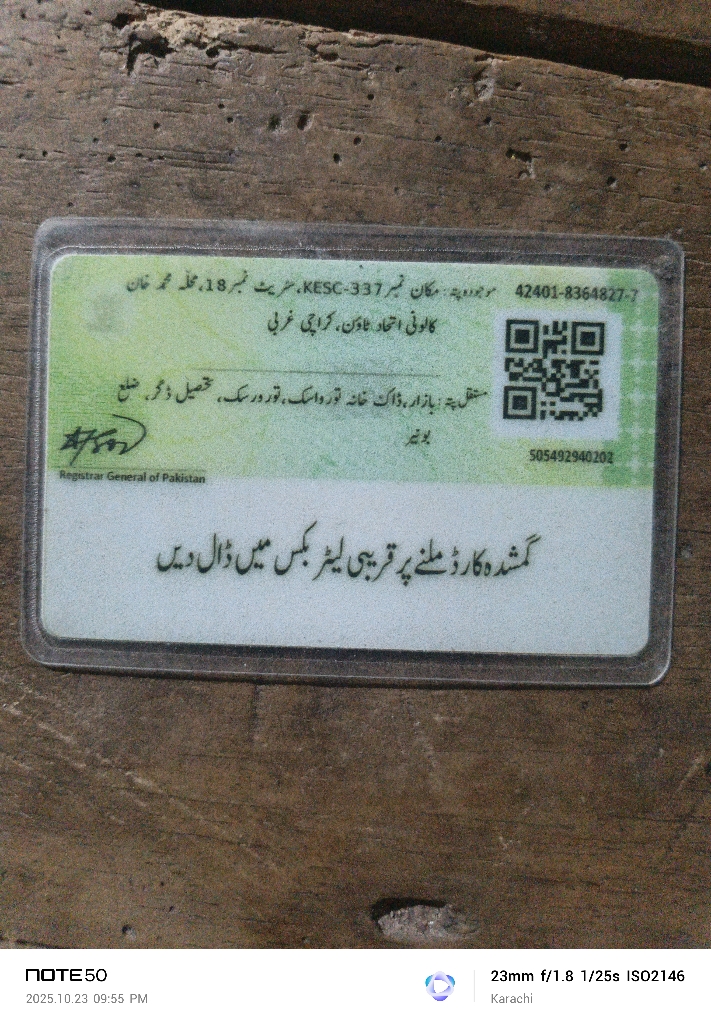 42401-8364827-7
موجودہ پتہ: مکان نمبر KESC-337، سٹریٹ نمبر 18، محلہ محمد خان
کالونی اتحاد ٹاؤن، کراچی غربی
مستقل پتہ: بازار، ڈاک خانہ تورواسک، تورورسک، تحصیل ڈگر، ضلع
بونیر
505492940202
Registrar General of Pakistan
گمشدہ کارڈ ملنے پر قریبی لیٹر بکس میں ڈال دیں
NOTE50
2025.10.23 09:55 PM
23mm f/1.8 1/25s ISO2146
Karachi